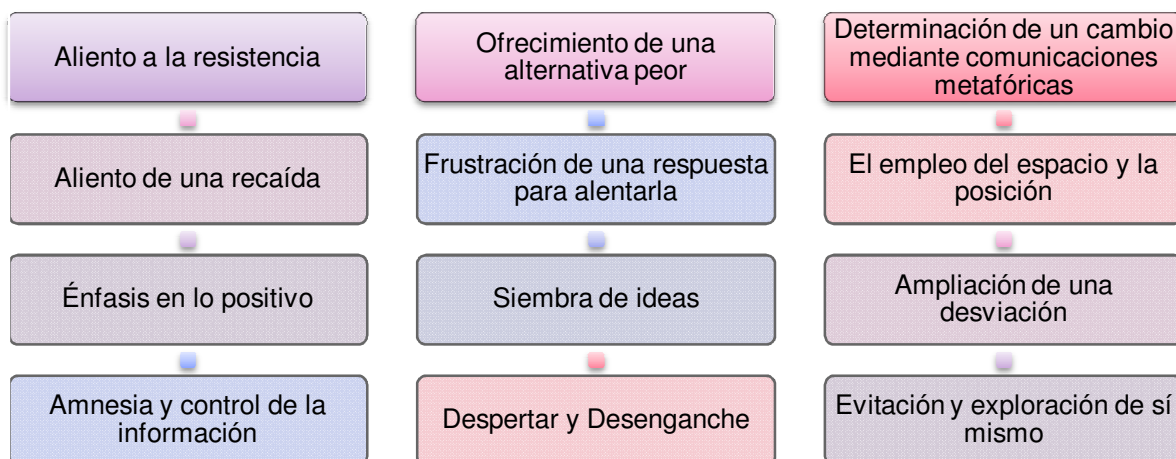 Aliento a la resistencia
Aliento de una recaída
Énfasis en lo positivo
Amnesia y control de la
información
Ofrecimiento de una
alternativa peor
Frustración de una respuesta
para alentarla
Siembra de ideas
Despertar y Desenganche
Determinación de un cambio
mediante comunicaciones
metafóricas
El empleo del espacio y la
posición
Ampliación de una
desviación
Evitación y exploración de sí
mismo